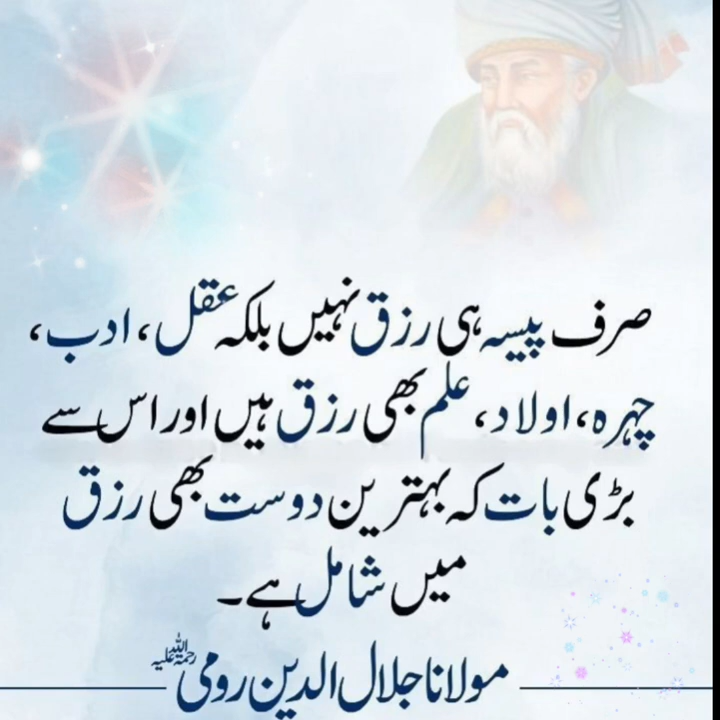 صرف پیسہ ہی رزق نہیں بلکہ عقل، ادب،
چہرہ، اولاد، علم بھی رزق ہیں اور اس سے
بڑی بات کہ بہترین دوست بھی رزق
میں شامل ہے۔
مولانا جلال الدین رومی رحمۃ اللہ علیہ